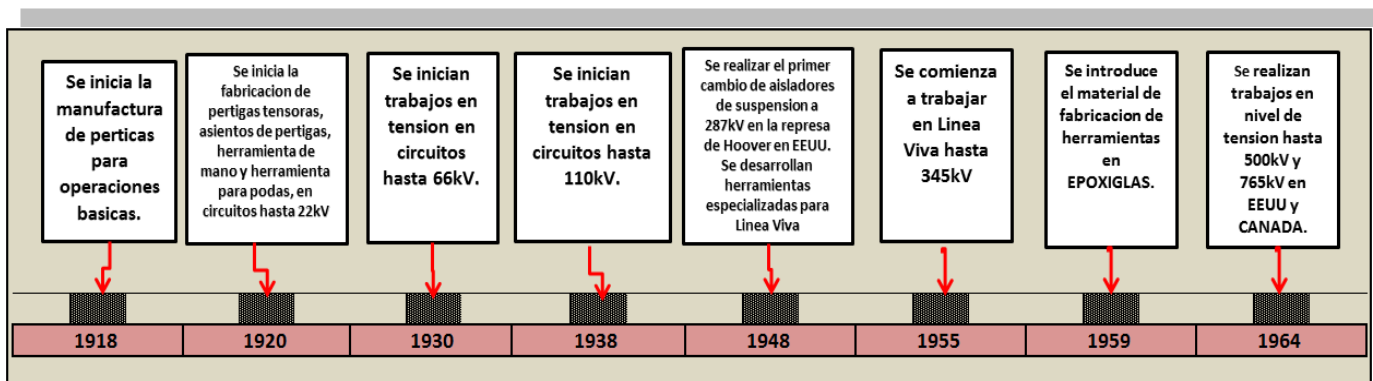 Se inicia la
manufactura
de perticas
para
operaciones
basicas.
Se inicia la
fabricacion de
pertigas tensoras,
asientos de pertigas,
herramienta de
mano y herramienta
para podas, en
circuitos hasta 22kV
Se inician
trabajos en
tension en
circuitos
hasta 66kV.
Se inician
trabajos en
tension en
circuitos hasta
110kV.
Se realizar el primer
cambio de aisladores
de suspension a
287kV en la represa
de Hoover en EEUU.
Se desarrollan
herramientas
especializadas para
Linea Viva
Se comienza
a trabajar
en Linea
Viva hasta
345kV
Se introduce
el material de
fabricacion de
herramientas
en
EPOXIGLAS.
Se realizan
trabajos en
nivel de
tension hasta
500kV y
765kV en
EEUU y
CANADA.
1918
1920
1930
1938
1948
1955
1959
1964